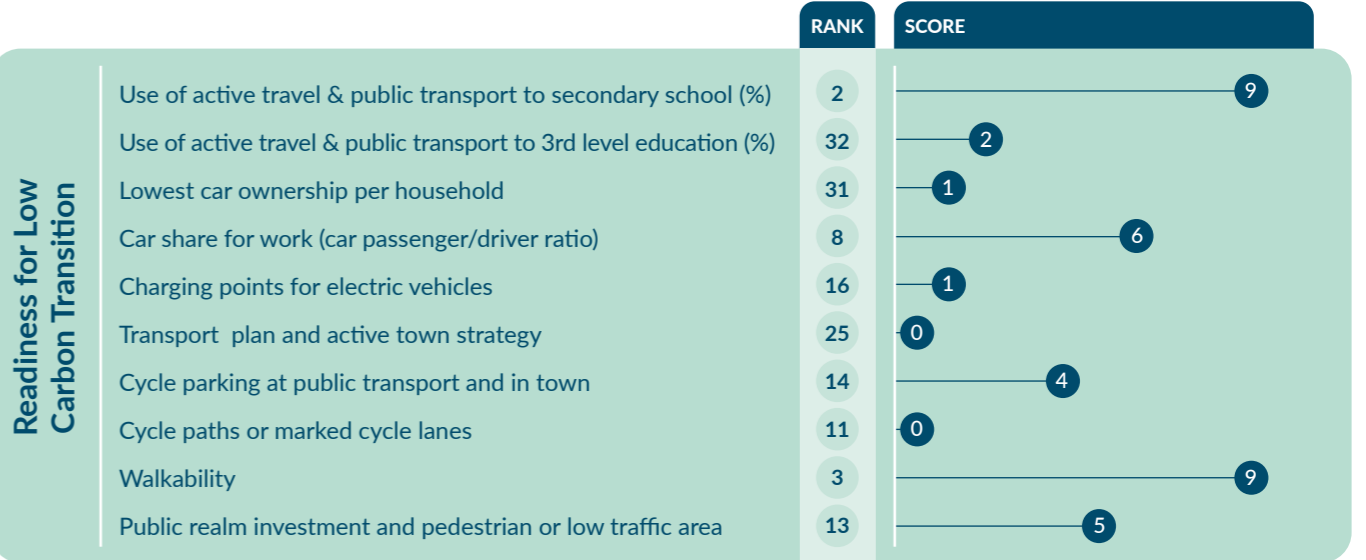 RANK SCORE
Readiness for Low
Carbon Transition
Use of active travel & public transport to secondary school (%) 2 9
Use of active travel & public transport to 3rd level education (%) 32 2
Lowest car ownership per household 31 1
Car share for work (car passenger/driver ratio) 8 6
Charging points for electric vehicles 16 1
Transport  plan and active town strategy 25 0
Cycle parking at public transport and in town 14 4
Cycle paths or marked cycle lanes 11 0
Walkability 3 9
Public realm investment and pedestrian or low traffic area 13 5